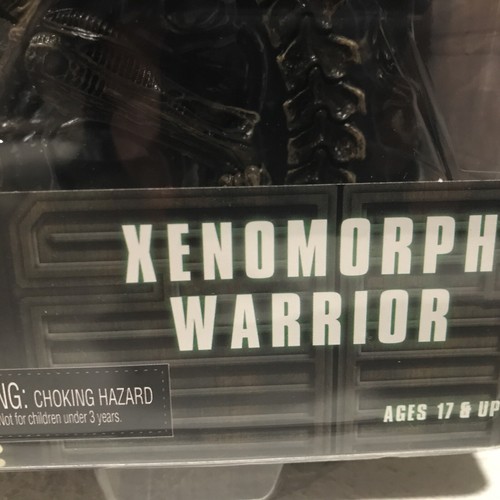 XENOMORPH
WARRIOR
NG: CHOKING HAZARD
Not for children under 3 years.
AGES 17 & UP